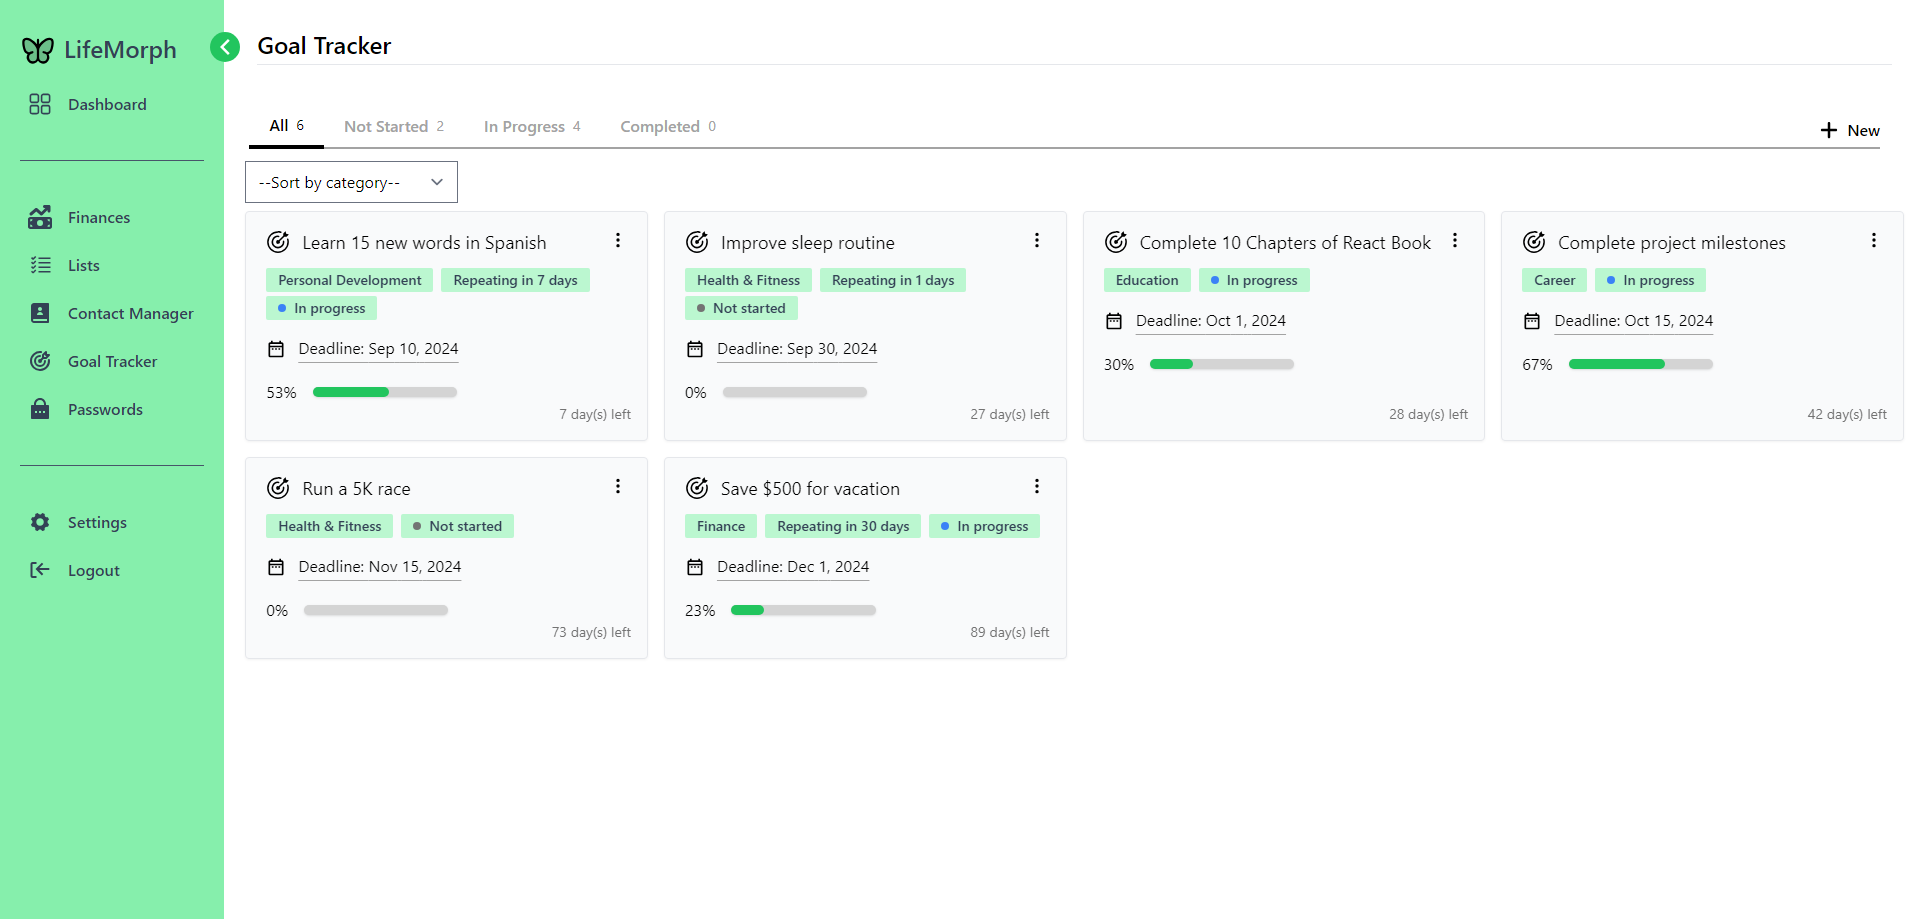 LifeMorph
Dashboard
Finances
Lists
Contact Manager
Goal Tracker
Passwords
Settings
Logout
Goal Tracker
All 6
Not Started 2
In Progress 4
Completed 0
New
--Sort by category--
Learn 15 new words in Spanish
Personal Development
Repeating in 7 days
In progress
Deadline: Sep 10, 2024
53%
7 day(s) left
Improve sleep routine
Health & Fitness
Repeating in 1 days
Not started
Deadline: Sep 30, 2024
0%
27 day(s) left
Complete 10 Chapters of React Book
Education
In progress
Deadline: Oct 1, 2024
30%
28 day(s) left
Complete project milestones
Career
In progress
Deadline: Oct 15, 2024
67%
42 day(s) left
Run a 5K race
Health & Fitness
Not started
Deadline: Nov 15, 2024
0%
73 day(s) left
Save $500 for vacation
Finance
Repeating in 30 days
In progress
Deadline: Dec 1, 2024
23%
89 day(s) left